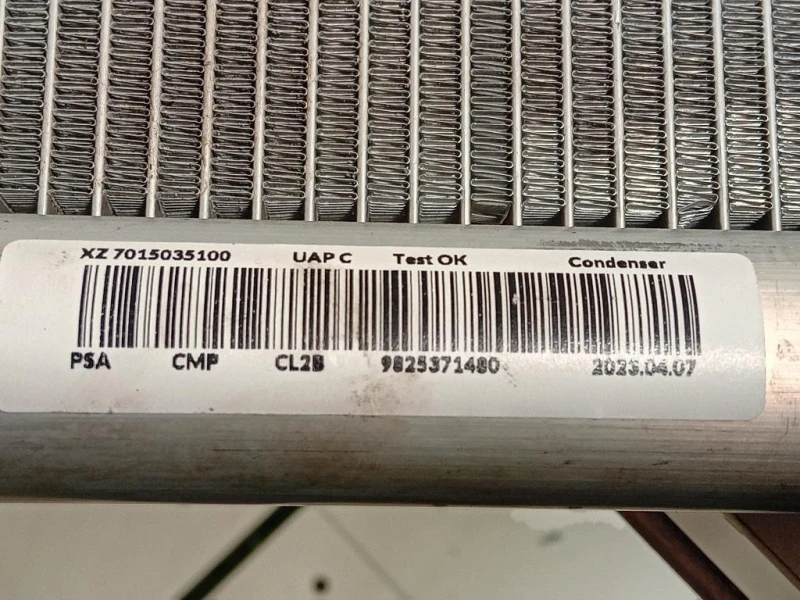 XZ 7015035100 UAP C Test OK Condenser
PSA CMP CL2B 9825371480 2023.04.07